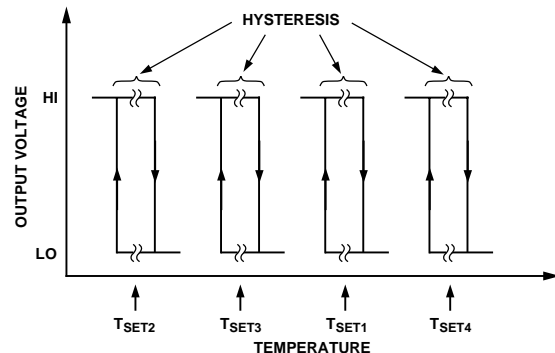 HYSTERESIS
HI
OUTPUT VOLTAGE
LO
TSET2 TSET3 TSET1 TSET4
TEMPERATURE